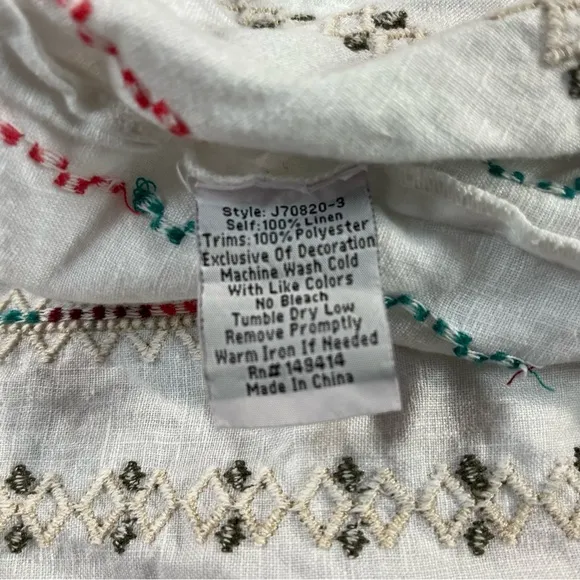 Style: J70820-3
Self: 100% Linen
Trims: 100% Polyester
Exclusive Of Decoration
Machine Wash Cold
With Like Colors
No Bleach
Tumble Dry Low
Remove Promptly
Warm Iron If Needed
Rn# 149414
Made In China